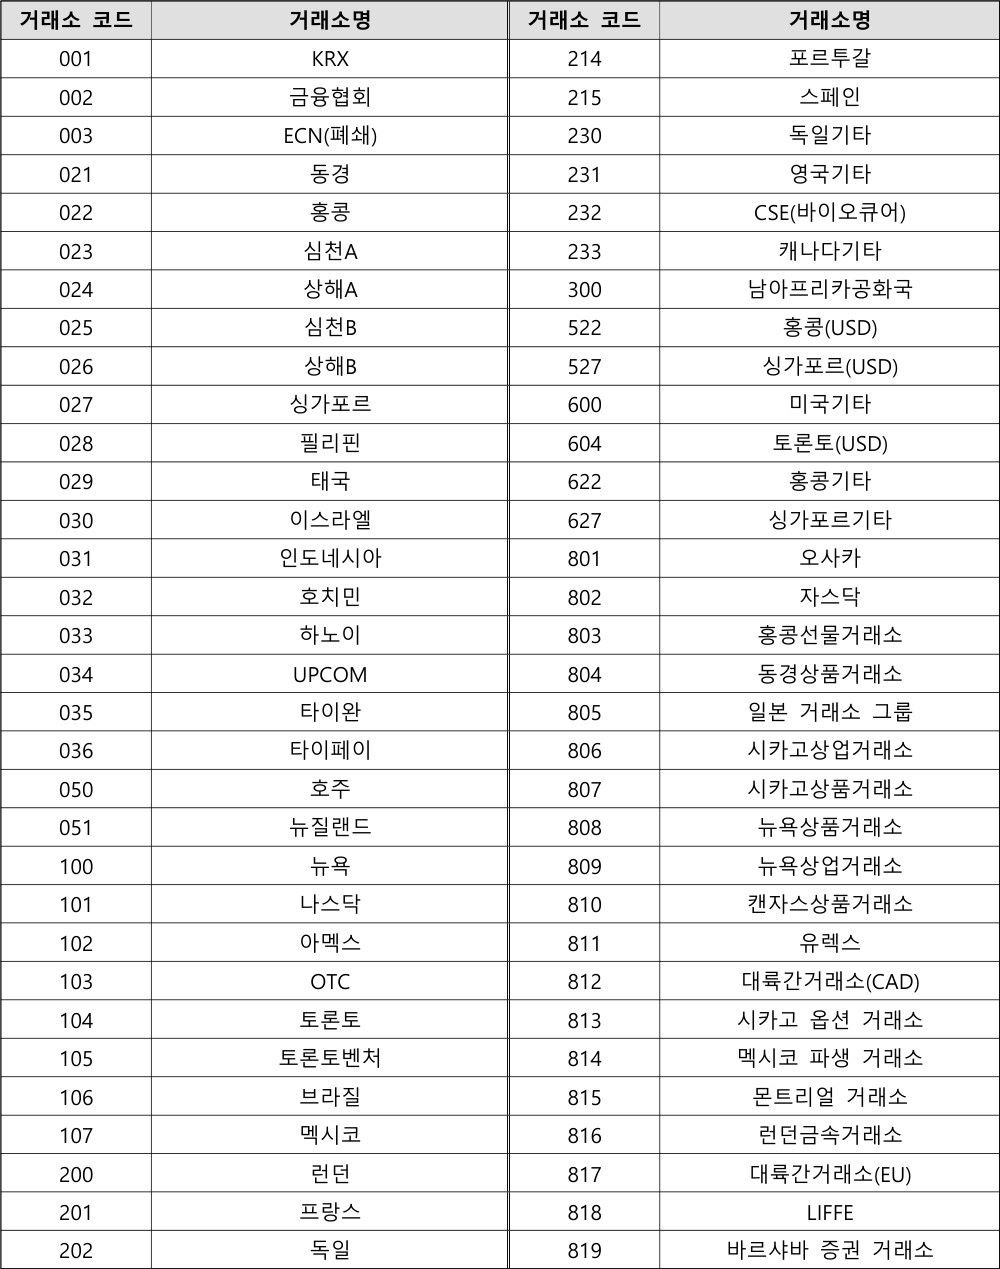 거래소 코드 거래소명 거래소 코드 거래소명
001 KRX 214 포르투갈
002 금융협회 215 스페인
003 ECN(폐쇄) 230 독일기타
021 동경 231 영국기타
022 홍콩 232 CSE(바이오큐어)
023 심천A 233 캐나다기타
024 상해A 300 남아프리카공화국
025 심천B 522 홍콩(USD)
026 상해B 527 싱가포르(USD)
027 싱가포르 600 미국기타
028 필리핀 604 토론토(USD)
029 태국 622 홍콩기타
030 이스라엘 627 싱가포르기타
031 인도네시아 801 오사카
032 호치민 802 자스닥
033 하노이 803 홍콩선물거래소
034 UPCOM 804 동경상품거래소
035 타이완 805 일본 거래소 그룹
036 타이페이 806 시카고상업거래소
050 호주 807 시카고상품거래소
051 뉴질랜드 808 뉴욕상품거래소
100 뉴욕 809 뉴욕상업거래소
101 나스닥 810 캔자스상품거래소
102 아멕스 811 유렉스
103 OTC 812 대륙간거래소(CAD)
104 토론토 813 시카고 옵션 거래소
105 토론토벤처 814 멕시코 파생 거래소
106 브라질 815 몬트리얼 거래소
107 멕시코 816 런던금속거래소
200 런던 817 대륙간거래소(EU)
201 프랑스 818 LIFFE
202 독일 819 바르샤바 증권 거래소